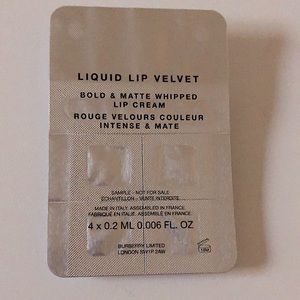 LIQUID LIP VELVET
BOLD & MATTE WHIPPED
LIP CREAM
ROUGE VELOURS COULEUR
INTENSE & MATE
SAMPLE - NOT FOR SALE
ÉCHANTILLON - VENTE INTERDITE
MADE IN ITALY. ASSEMBLED IN FRANCE.
FABRIQUÉ EN ITALIE. ASSEMBLÉ EN FRANCE.
4 x 0.2 ML 0.006 FL. OZ
BURBERRY LIMITED
LONDON SW1P 2AW